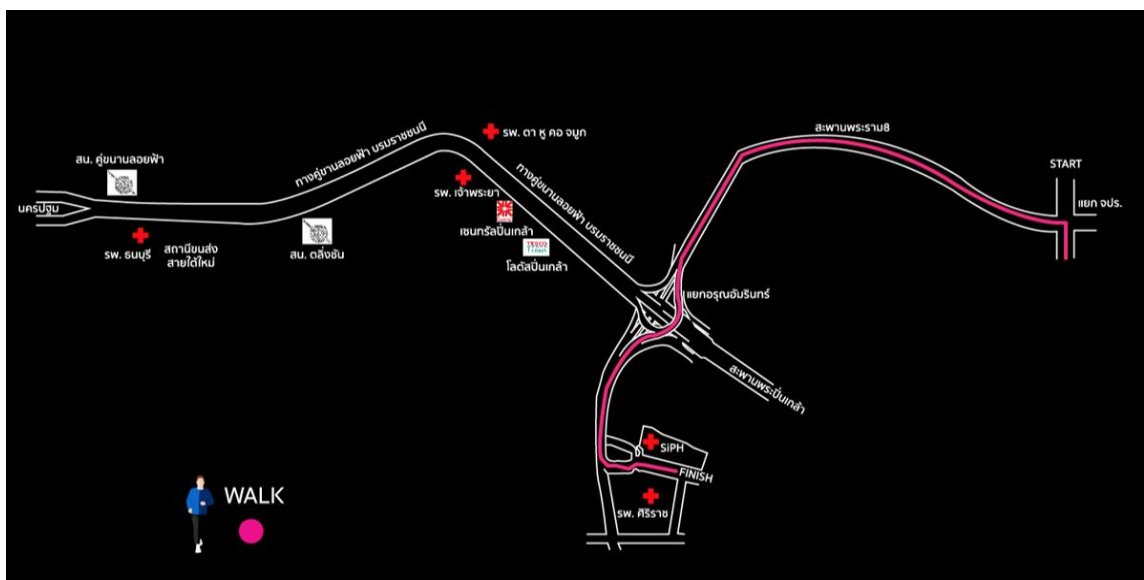 สะพานพระราม8
รพ. ตา หู คอ จมูก
START
สน. คู่ขนานลอยฟ้า
ทางคู่ขนานลอยฟ้า บรมราชชนนี
ทางคู่ขนานลอยฟ้า บรมราชชนนี
รพ. เจ้าพระยา
แยก จปร.
นครปฐม
เซนทรัลปิ่นเกล้า
TESCO
รพ. ธนบุรี
สถานีขนส่ง
สายใต้ใหม่
สน. ตลิ่งชัน
โลตัสปิ่นเกล้า
แยกอรุณอัมรินทร์
สะพานพระปิ่นเกล้า
SiPH
FINISH
WALK
รพ. ศิริราช